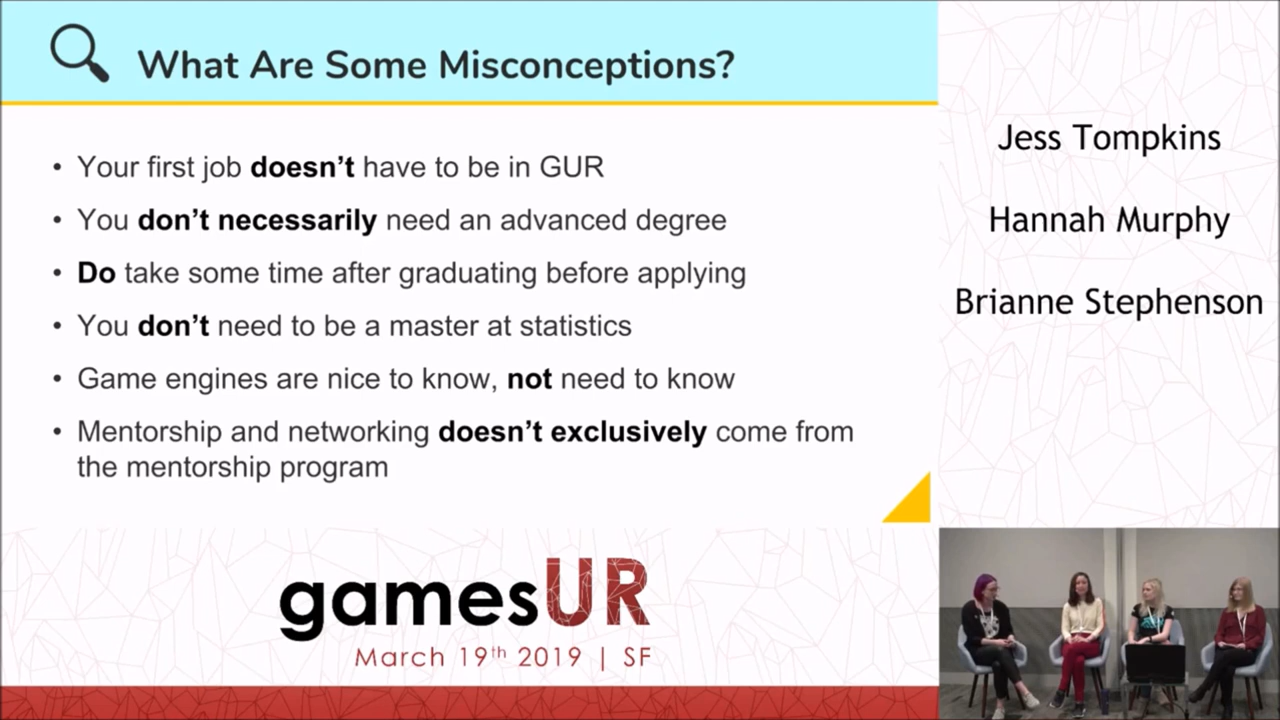 What Are Some Misconceptions?
• Your first job doesn't have to be in GUR
• You don't necessarily need an advanced degree
• Do take some time after graduating before applying
• You don't need to be a master at statistics
• Game engines are nice to know, not need to know
• Mentorship and networking doesn't exclusively come from
the mentorship program
Jess Tompkins
Hannah Murphy
Brianne Stephenson
gamesUR
March 19th 2019 | SF